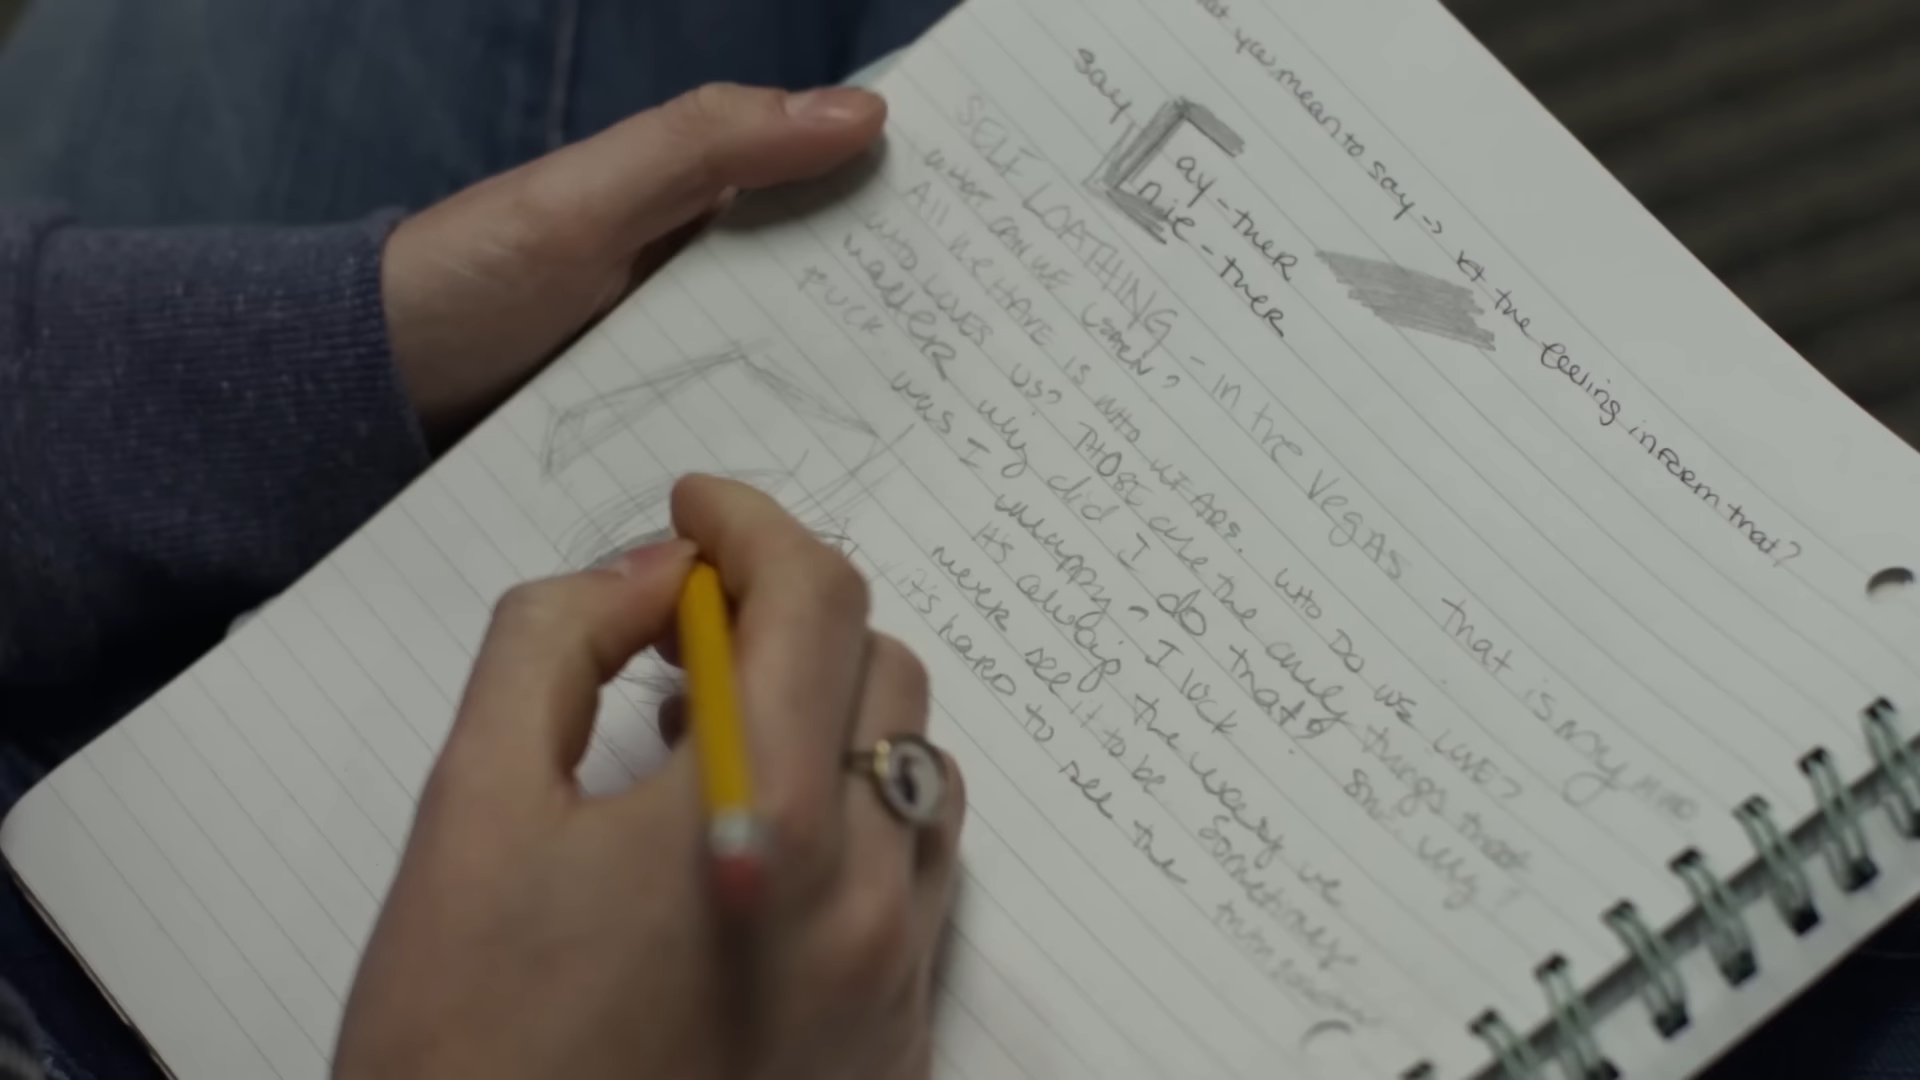 you mean to say -> the feeling inform that?
say
ay-ther
nie-ther
SELF LOATHING - in the VEGAS that is my
WHAT CAN WE LEARN?
All we HAVE is WHO WE ARE. WHO DO WE LOVE?
WHO LOVES US? THOSE are the only things that
matter why did I do that? Why?
FUCK was I unhappy - I
It's always the way we
never see it to be Sometimes
it's hard to see the tomorrow